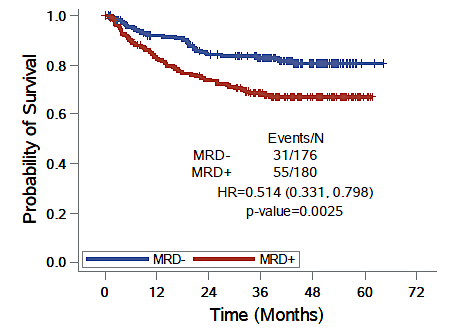 Probability of Survival
1.0
0.8
0.6
0.4
0.2
0.0
Events/N
MRD- 31/176
MRD+ 55/180
HR=0.514 (0.331, 0.798)
p-value=0.0025
MRD- MRD+
0 12 24 36 48 60 72
Time (Months)